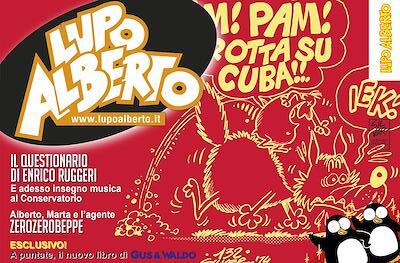 LUPO
ALBERTO
www.lupoalberto.it
M! PAM!
ROTTA SU
CUBA!..
IEK!
LUPO ALBERTO
IL QUESTIONARIO
DI ENRICO RUGGERI
E adesso insegno musica
al Conservatorio
Alberto, Marta e l'agente
ZEROZEROBEPPE
ESCLUSIVO!
A puntate, il nuovo libro di GUS&WALDO